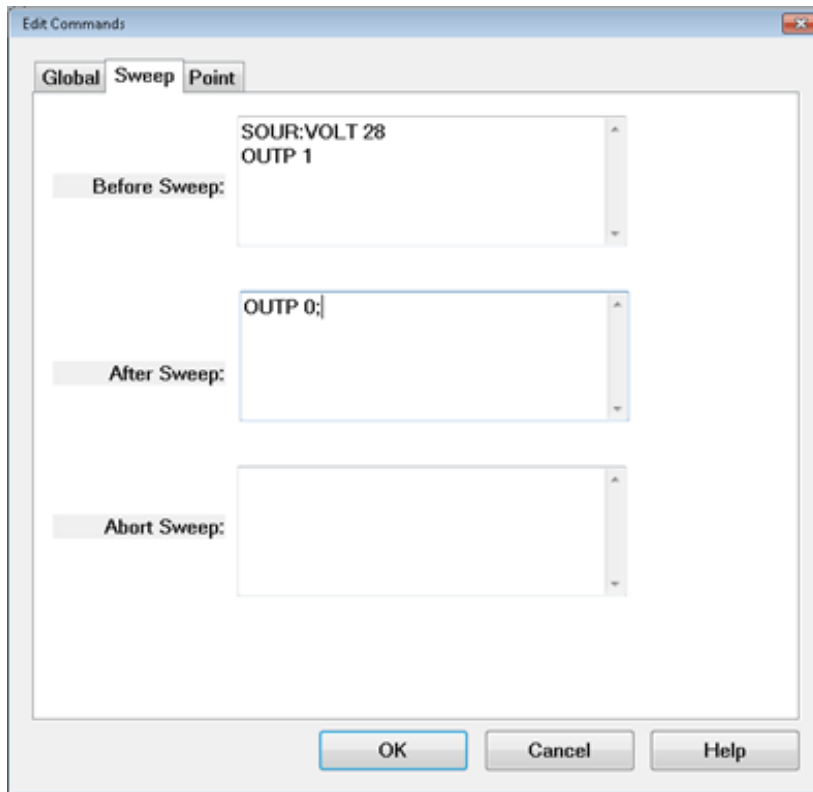 Edit Commands
Global Sweep Point
SOUR:VOLT 28
OUTP 1
Before Sweep:
OUTP 0;
After Sweep:
Abort Sweep:
OK Cancel Help